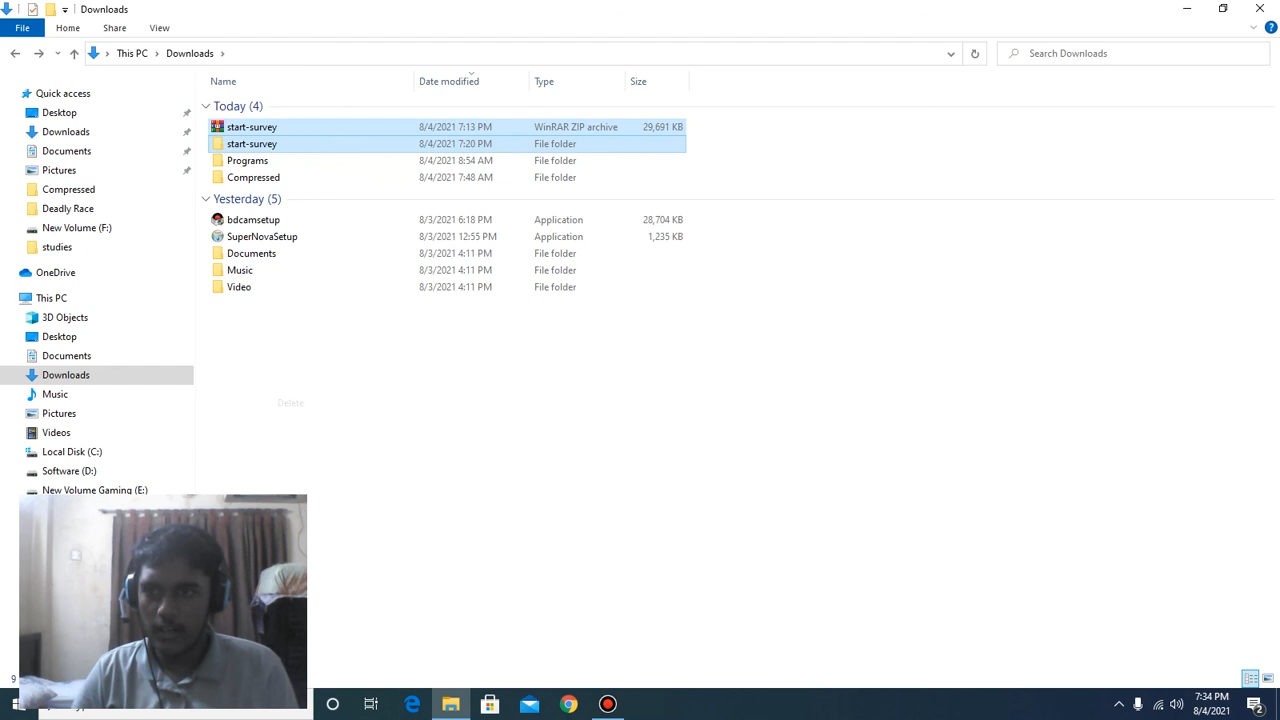 Downloads
File Home Share View
This PC Downloads
Search Downloads
Name Date modified Type Size
Today (4)
start-survey 8/4/2021 7:13 PM WinRAR ZIP archive 29,691 KB
start-survey 8/4/2021 7:20 PM File folder
Programs 8/4/2021 8:54 AM File folder
Compressed 8/4/2021 7:48 AM File folder
Yesterday (5)
bdcamsetup 8/3/2021 6:18 PM Application 28,704 KB
SuperNovaSetup 8/3/2021 12:55 PM Application 1,235 KB
Documents 8/3/2021 4:11 PM File folder
Music 8/3/2021 4:11 PM File folder
Video 8/3/2021 4:11 PM File folder
Quick access
Desktop
Downloads
Documents
Pictures
Compressed
Deadly Race
New Volume (F:)
studies
OneDrive
This PC
3D Objects
Desktop
Documents
Downloads
Music
Pictures
Videos
Local Disk (C:)
Software (D:)
New Volume Gaming (E:)
Delete
9
7:34 PM
8/4/2021
2